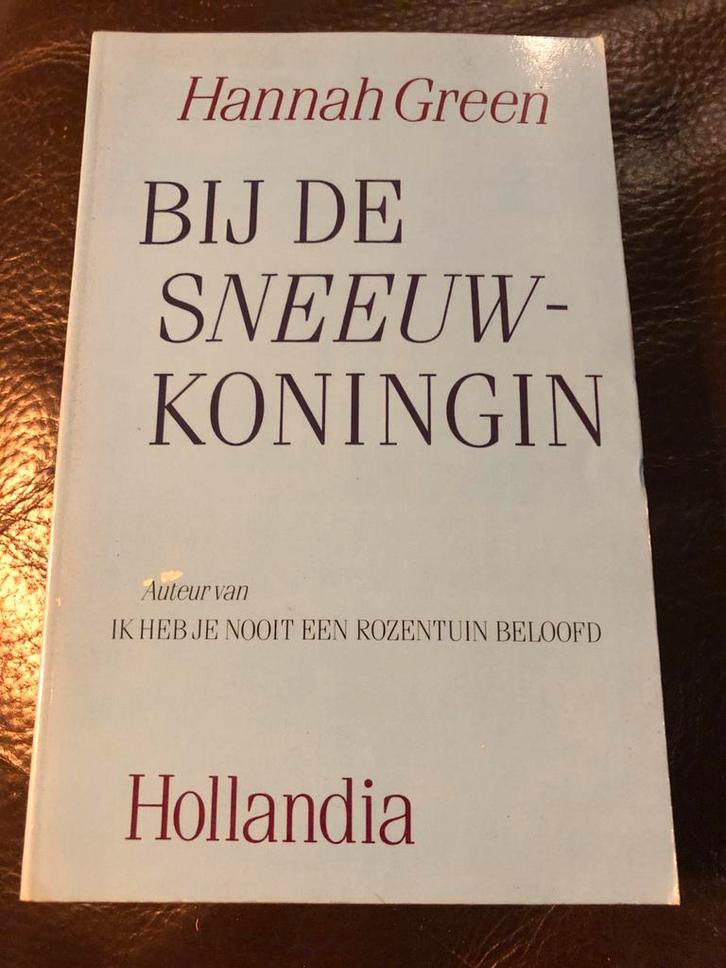 Hannah Green
BIJ DE
SNEEUW-
KONINGIN
Auteur van
IK HEB JE NOOIT EEN ROZENTUIN BELOOFD
Hollandia